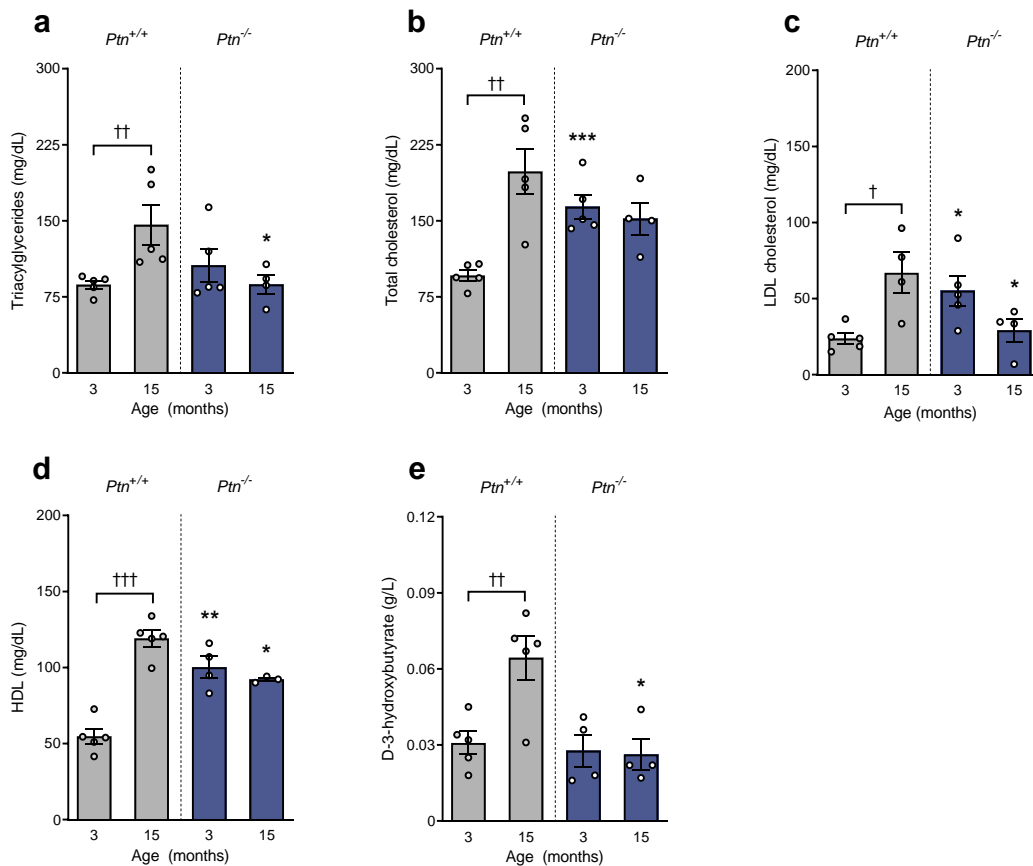 a
Ptn+/+ Ptn-/-
Triacylglycerides (mg/dL)
300
225
150
75
0
††
*
3 15 3 15
Age (months)
b
Ptn+/+ Ptn-/-
Total cholesterol (mg/dL)
300
225
150
75
0
††
***
3 15 3 15
Age (months)
c
Ptn+/+ Ptn-/-
LDL cholesterol (mg/dL)
200
150
100
50
0
†
*
*
3 15 3 15
Age (months)
d
Ptn+/+ Ptn-/-
HDL (mg/dL)
200
150
100
50
0
†††
**
*
3 15 3 15
Age (months)
e
Ptn+/+ Ptn-/-
D-3-hydroxybutyrate (g/L)
0.12
0.09
0.06
0.03
0
††
*
3 15 3 15
Age (months)